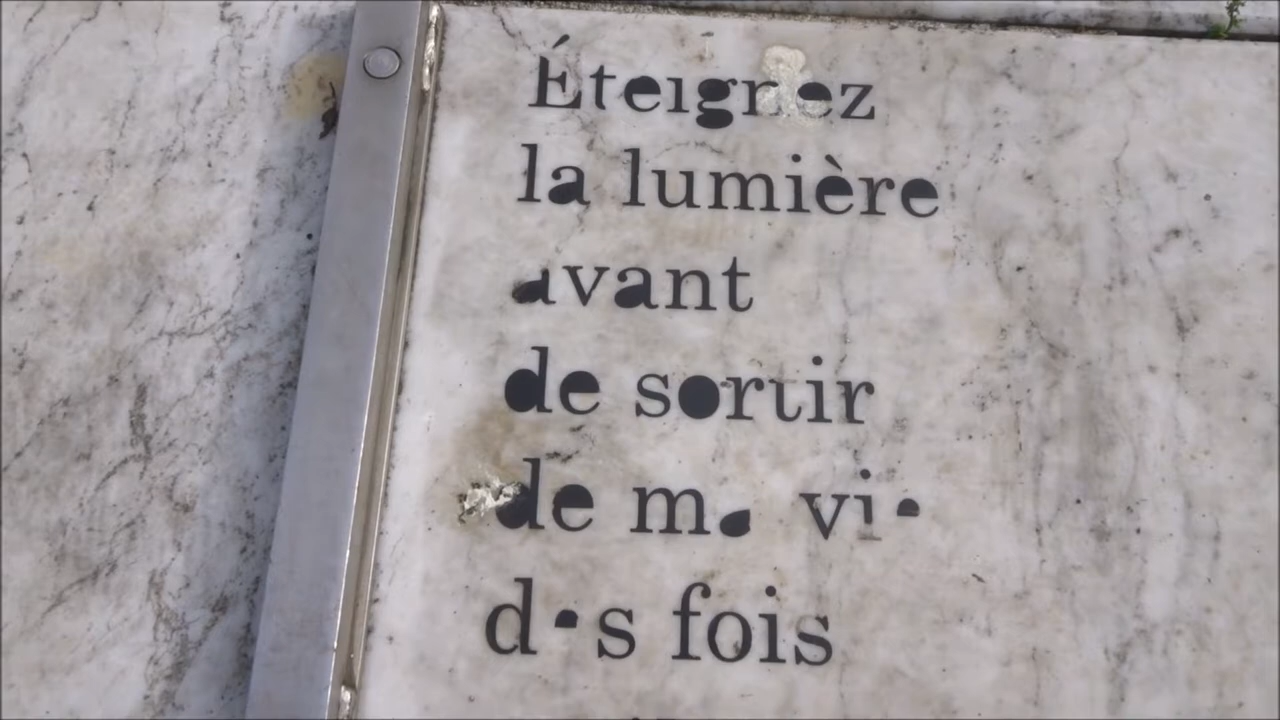 Éteignez
la lumière
avant
de sortir
de ma vie
des fois